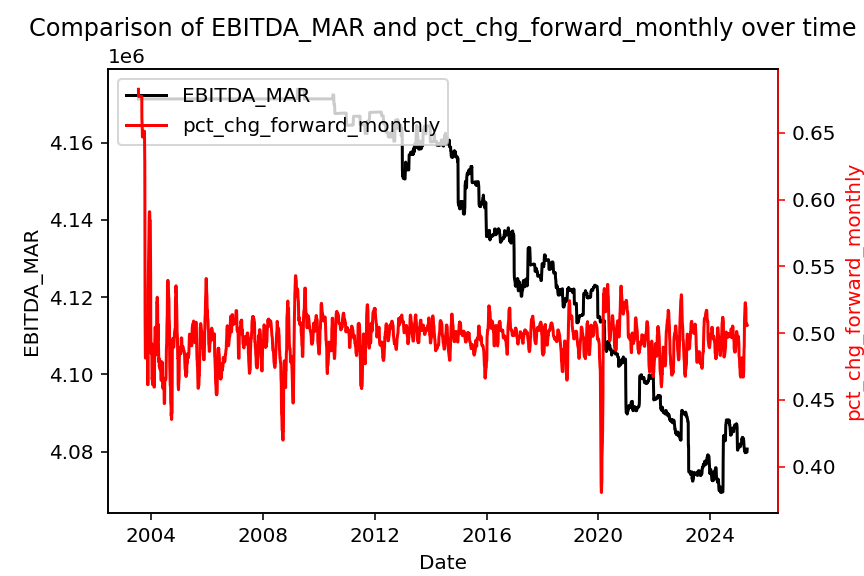 Comparison of EBITDA_MAR and pct_chg_forward_monthly over time
1e6
EBITDA_MAR
pct_chg_forward_monthly
4.16
4.14
4.12
4.10
4.08
EBITDA_MAR
0.65
0.60
0.55
0.50
0.45
0.40
pct_chg_forward_monthly
2004 2008 2012 2016 2020 2024
Date